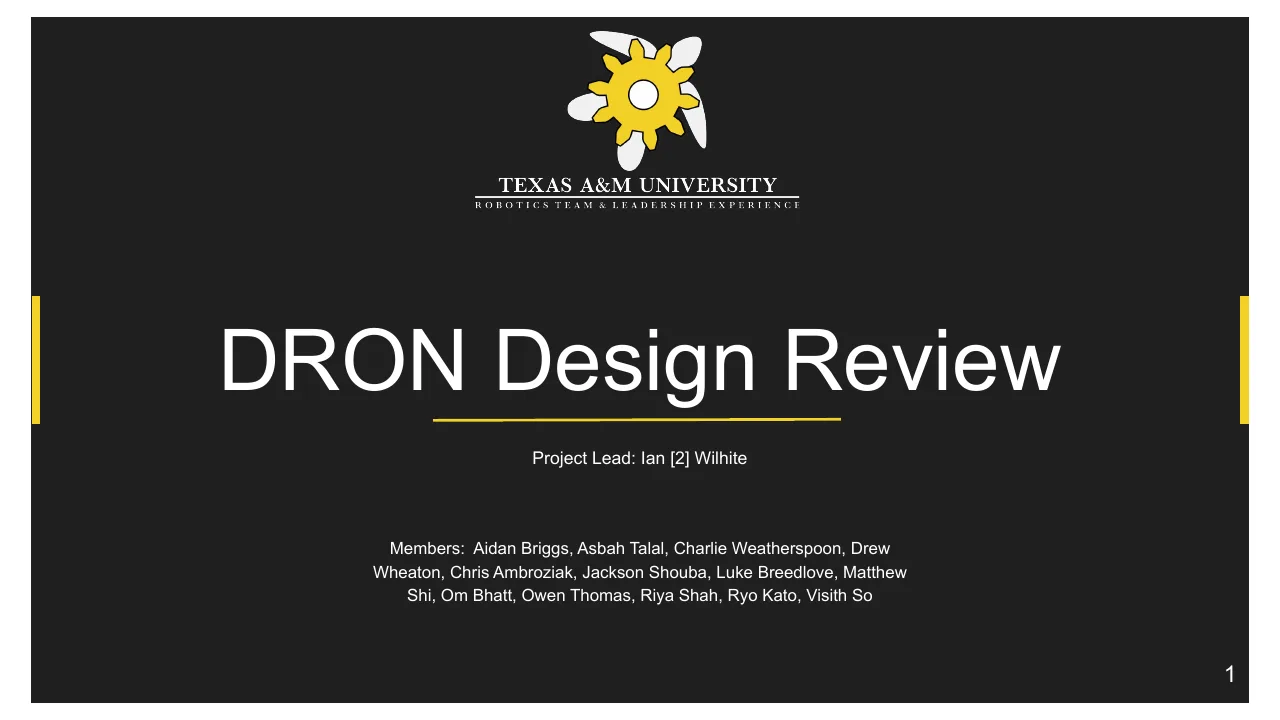 TEXAS A&M UNIVERSITY
ROBOTICS TEAM & LEADERSHIP EXPERIENCE
DRON Design Review
Project Lead: Ian [2] Wilhite
Members:  Aidan Briggs, Asbah Talal, Charlie Weatherspoon, Drew
Wheaton, Chris Ambroziak, Jackson Shouba, Luke Breedlove, Matthew
Shi, Om Bhatt, Owen Thomas, Riya Shah, Ryo Kato, Visith So
1